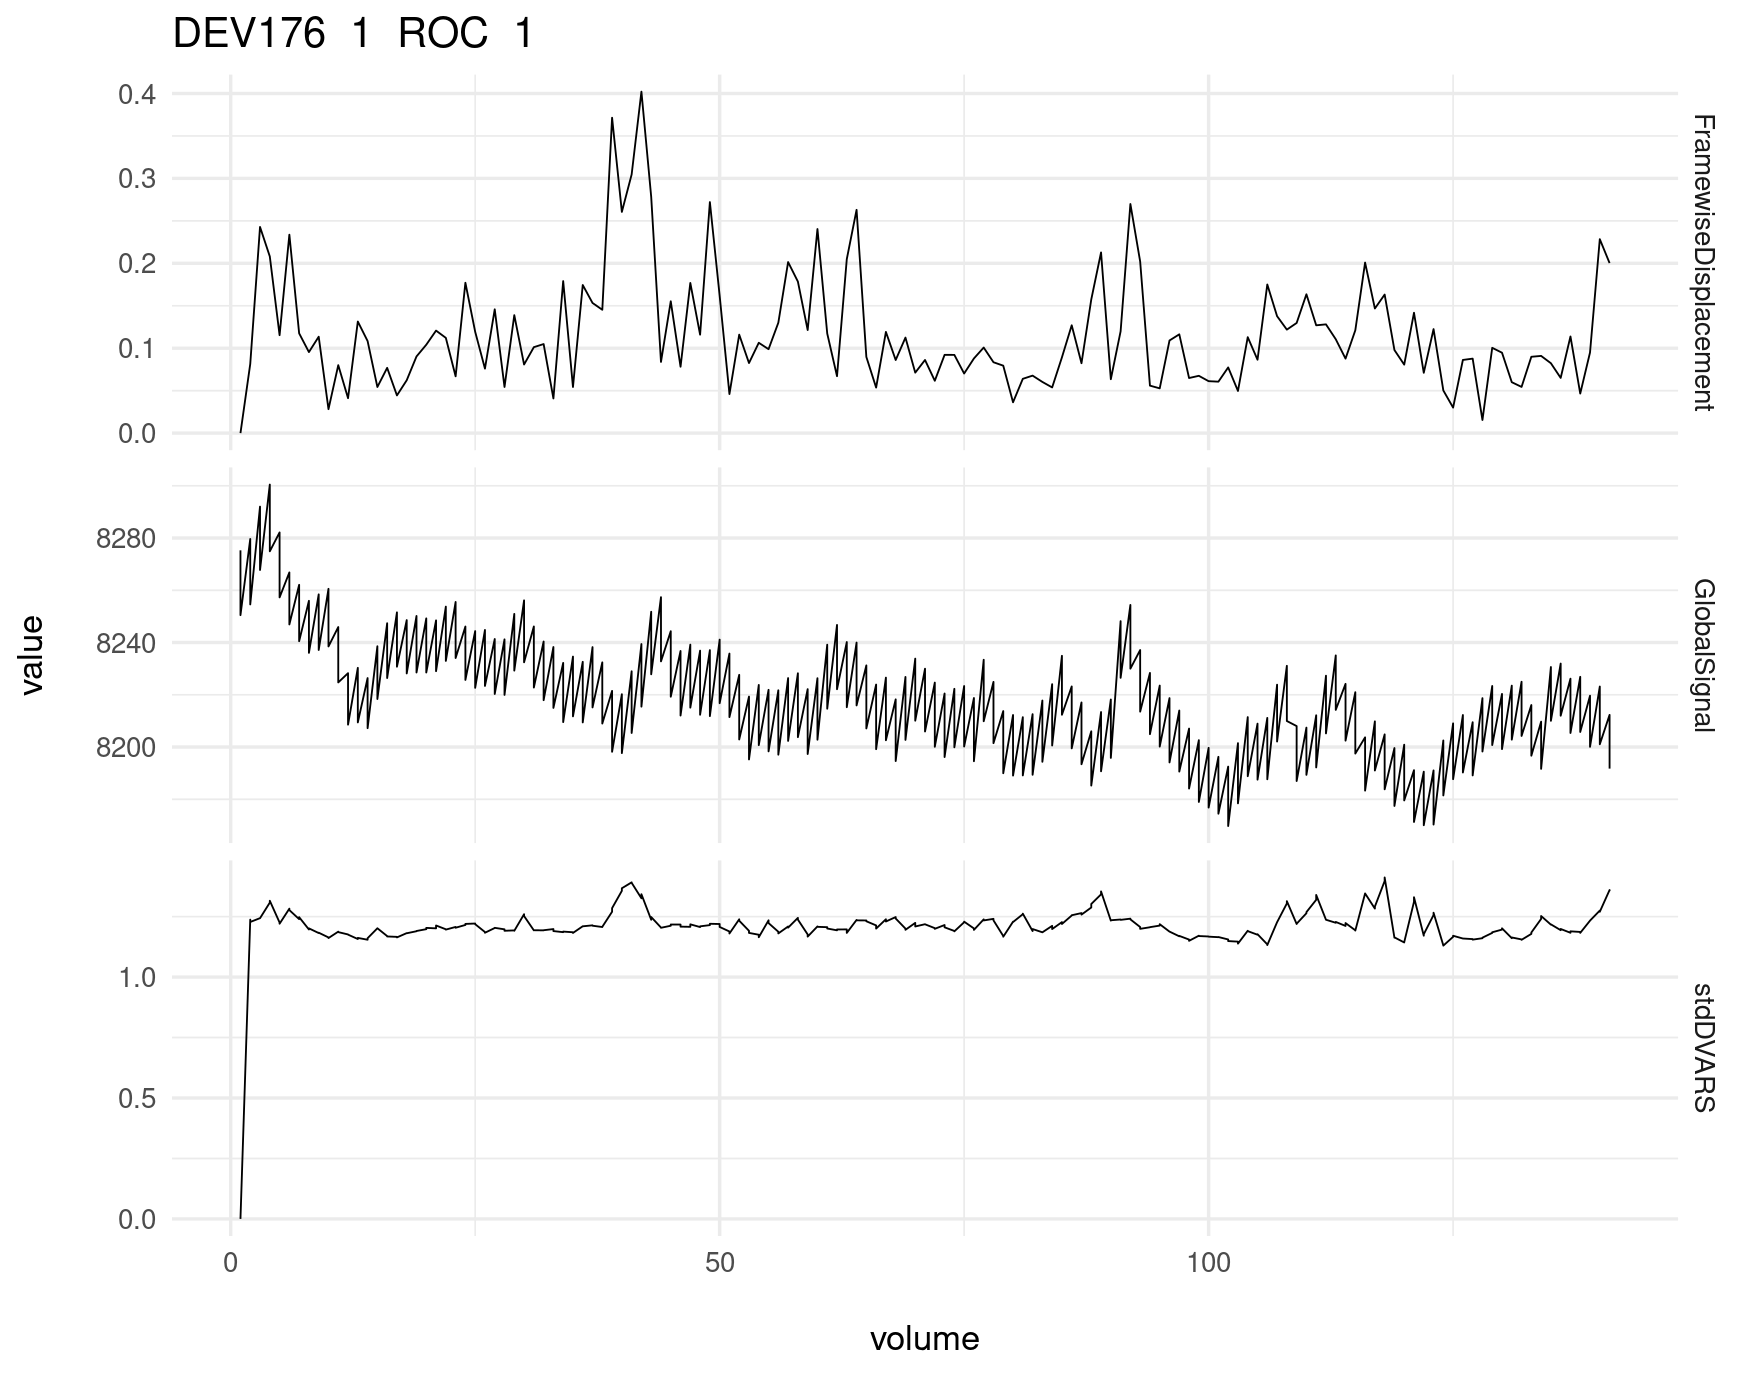 DEV176 1 ROC 1
0.4
0.3
0.2
0.1
0.0
FramewiseDisplacement
8280
8240
8200
GlobalSignal
1.0
0.5
0.0
stdDVARS
0 50 100
volume
value